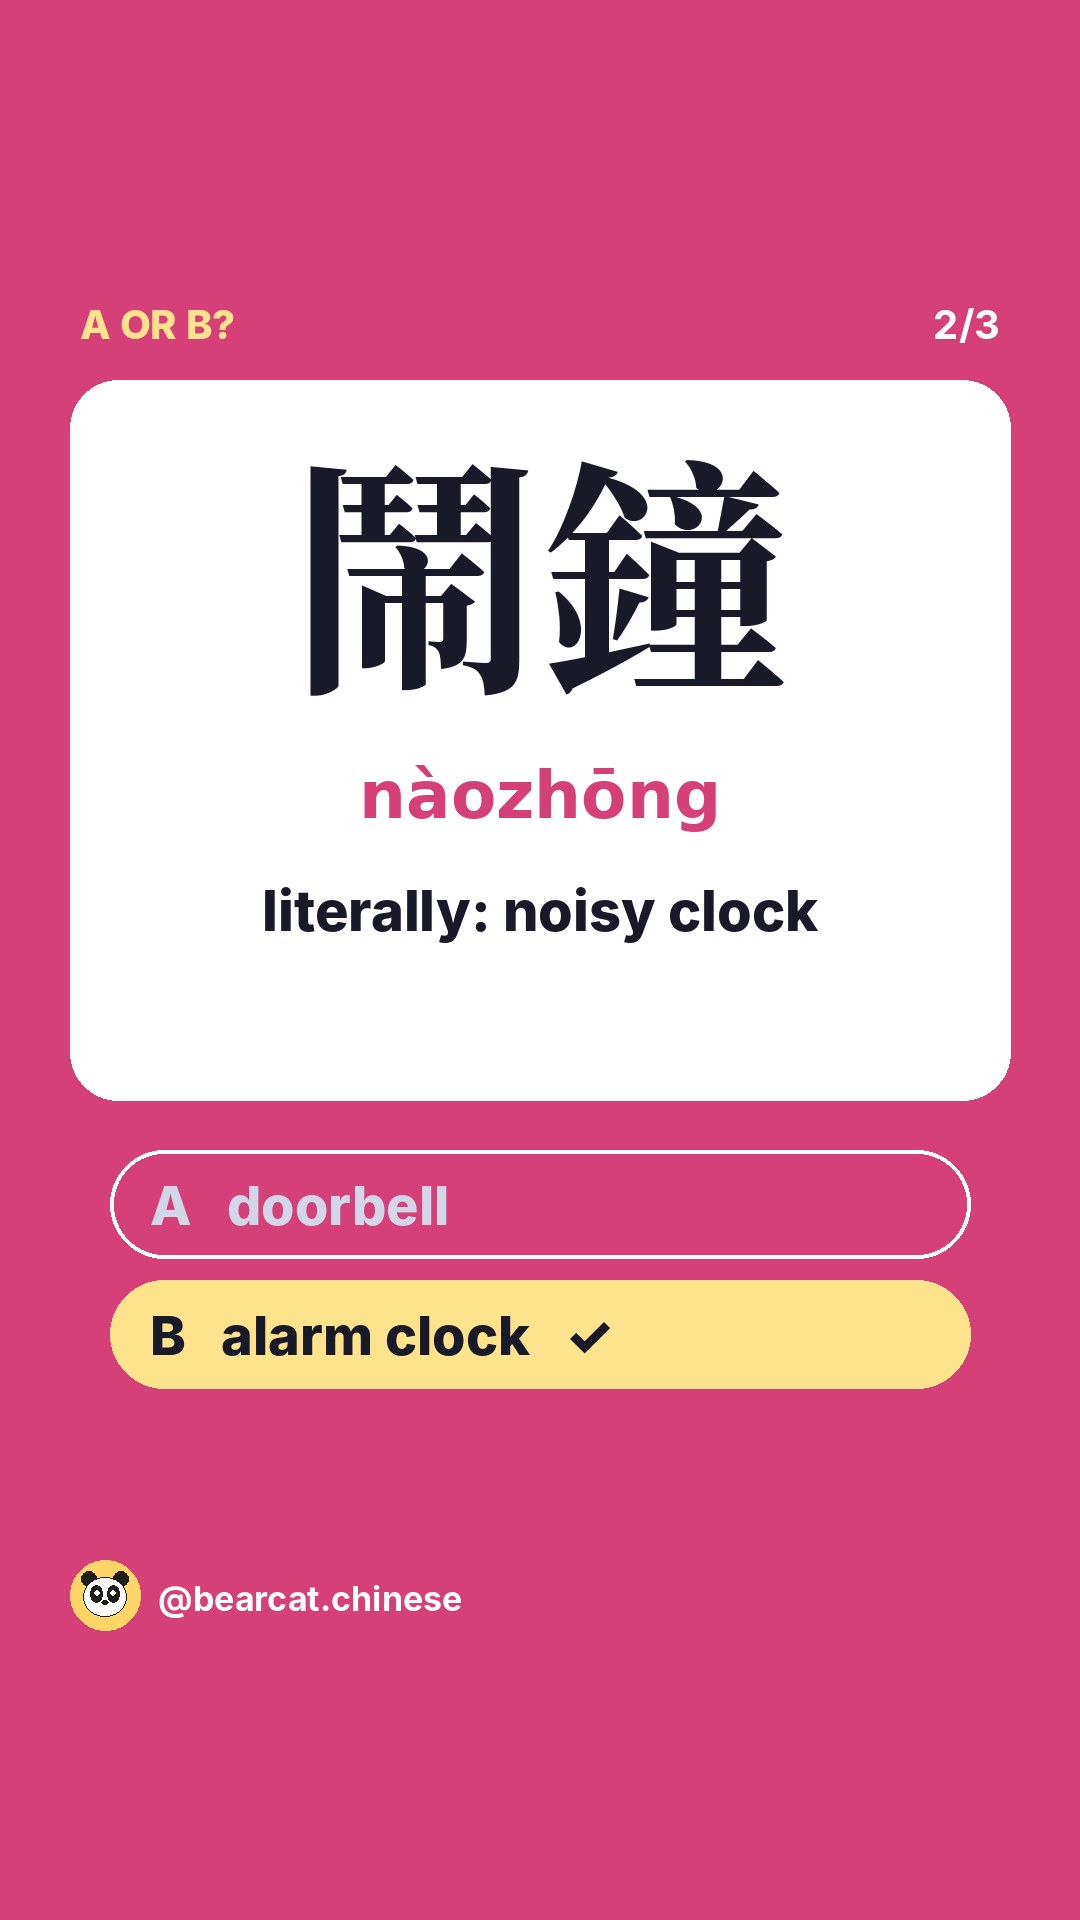 A OR B?
2/3
鬧鐘
nàozhōng
literally: noisy clock
A doorbell
B alarm clock ✓
@bearcat.chinese